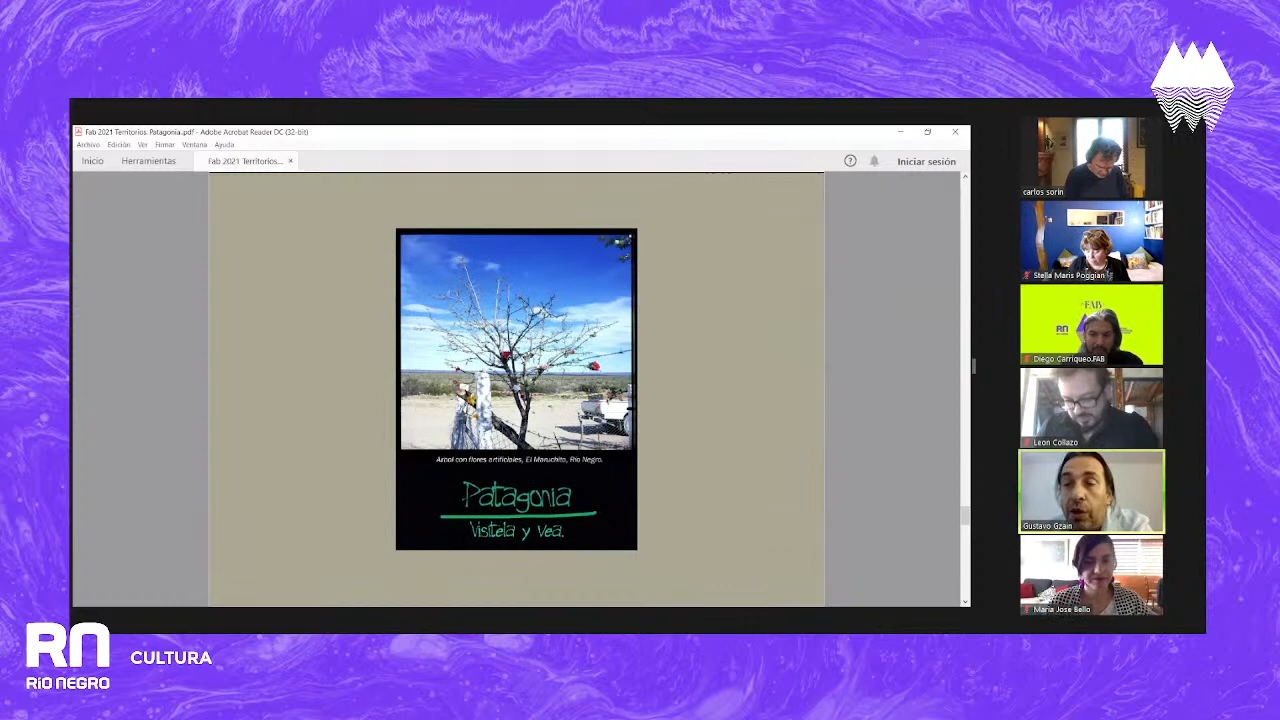 Fab 2021 Territorios. Patagonia..pdf - Adobe Acrobat Reader DC (32-bit)
Archivo Edición Ver Firmar Ventana Ayuda
Inicio Herramientas Fab 2021 Territorios... × Iniciar sesión
Arbol con flores artificiales, El Maruchito, Río Negro.
Patagonia
Visitela y Vea.
carlos sorin
Stella Maris Poggian
FAB
RN
Diego Carriqueo.FAB
Leon Collazo
Gustavo Gzain
Maria Jose Bello
RN
RÍO NEGRO
CULTURA